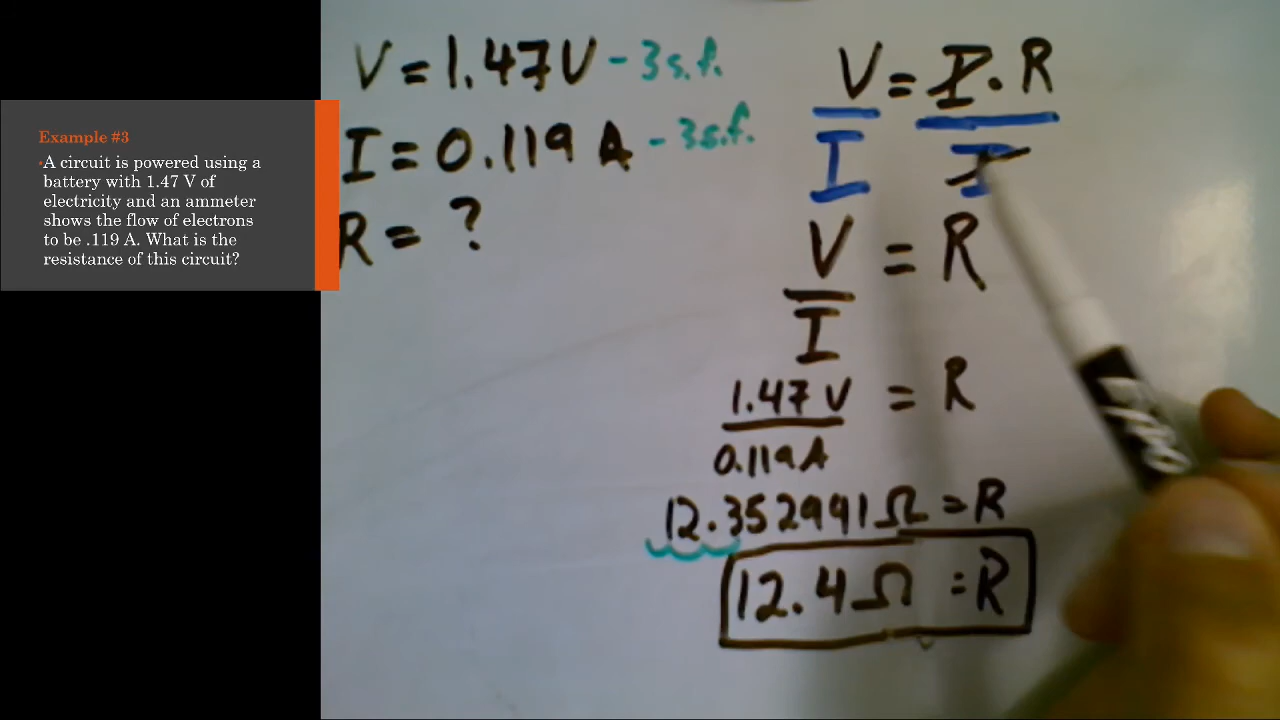 Example #3
A circuit is powered using a
battery with 1.47 V of
electricity and an ammeter
shows the flow of electrons
to be .119 A. What is the
resistance of this circuit?
V = 1.47V - 3 s.f.
I = 0.119 A - 3 s.f.
R = ?
V = I · R
I I
V = R
I
1.47 V = R
0.119 A
12.352941 Ω = R
12.4 Ω = R
EXPO